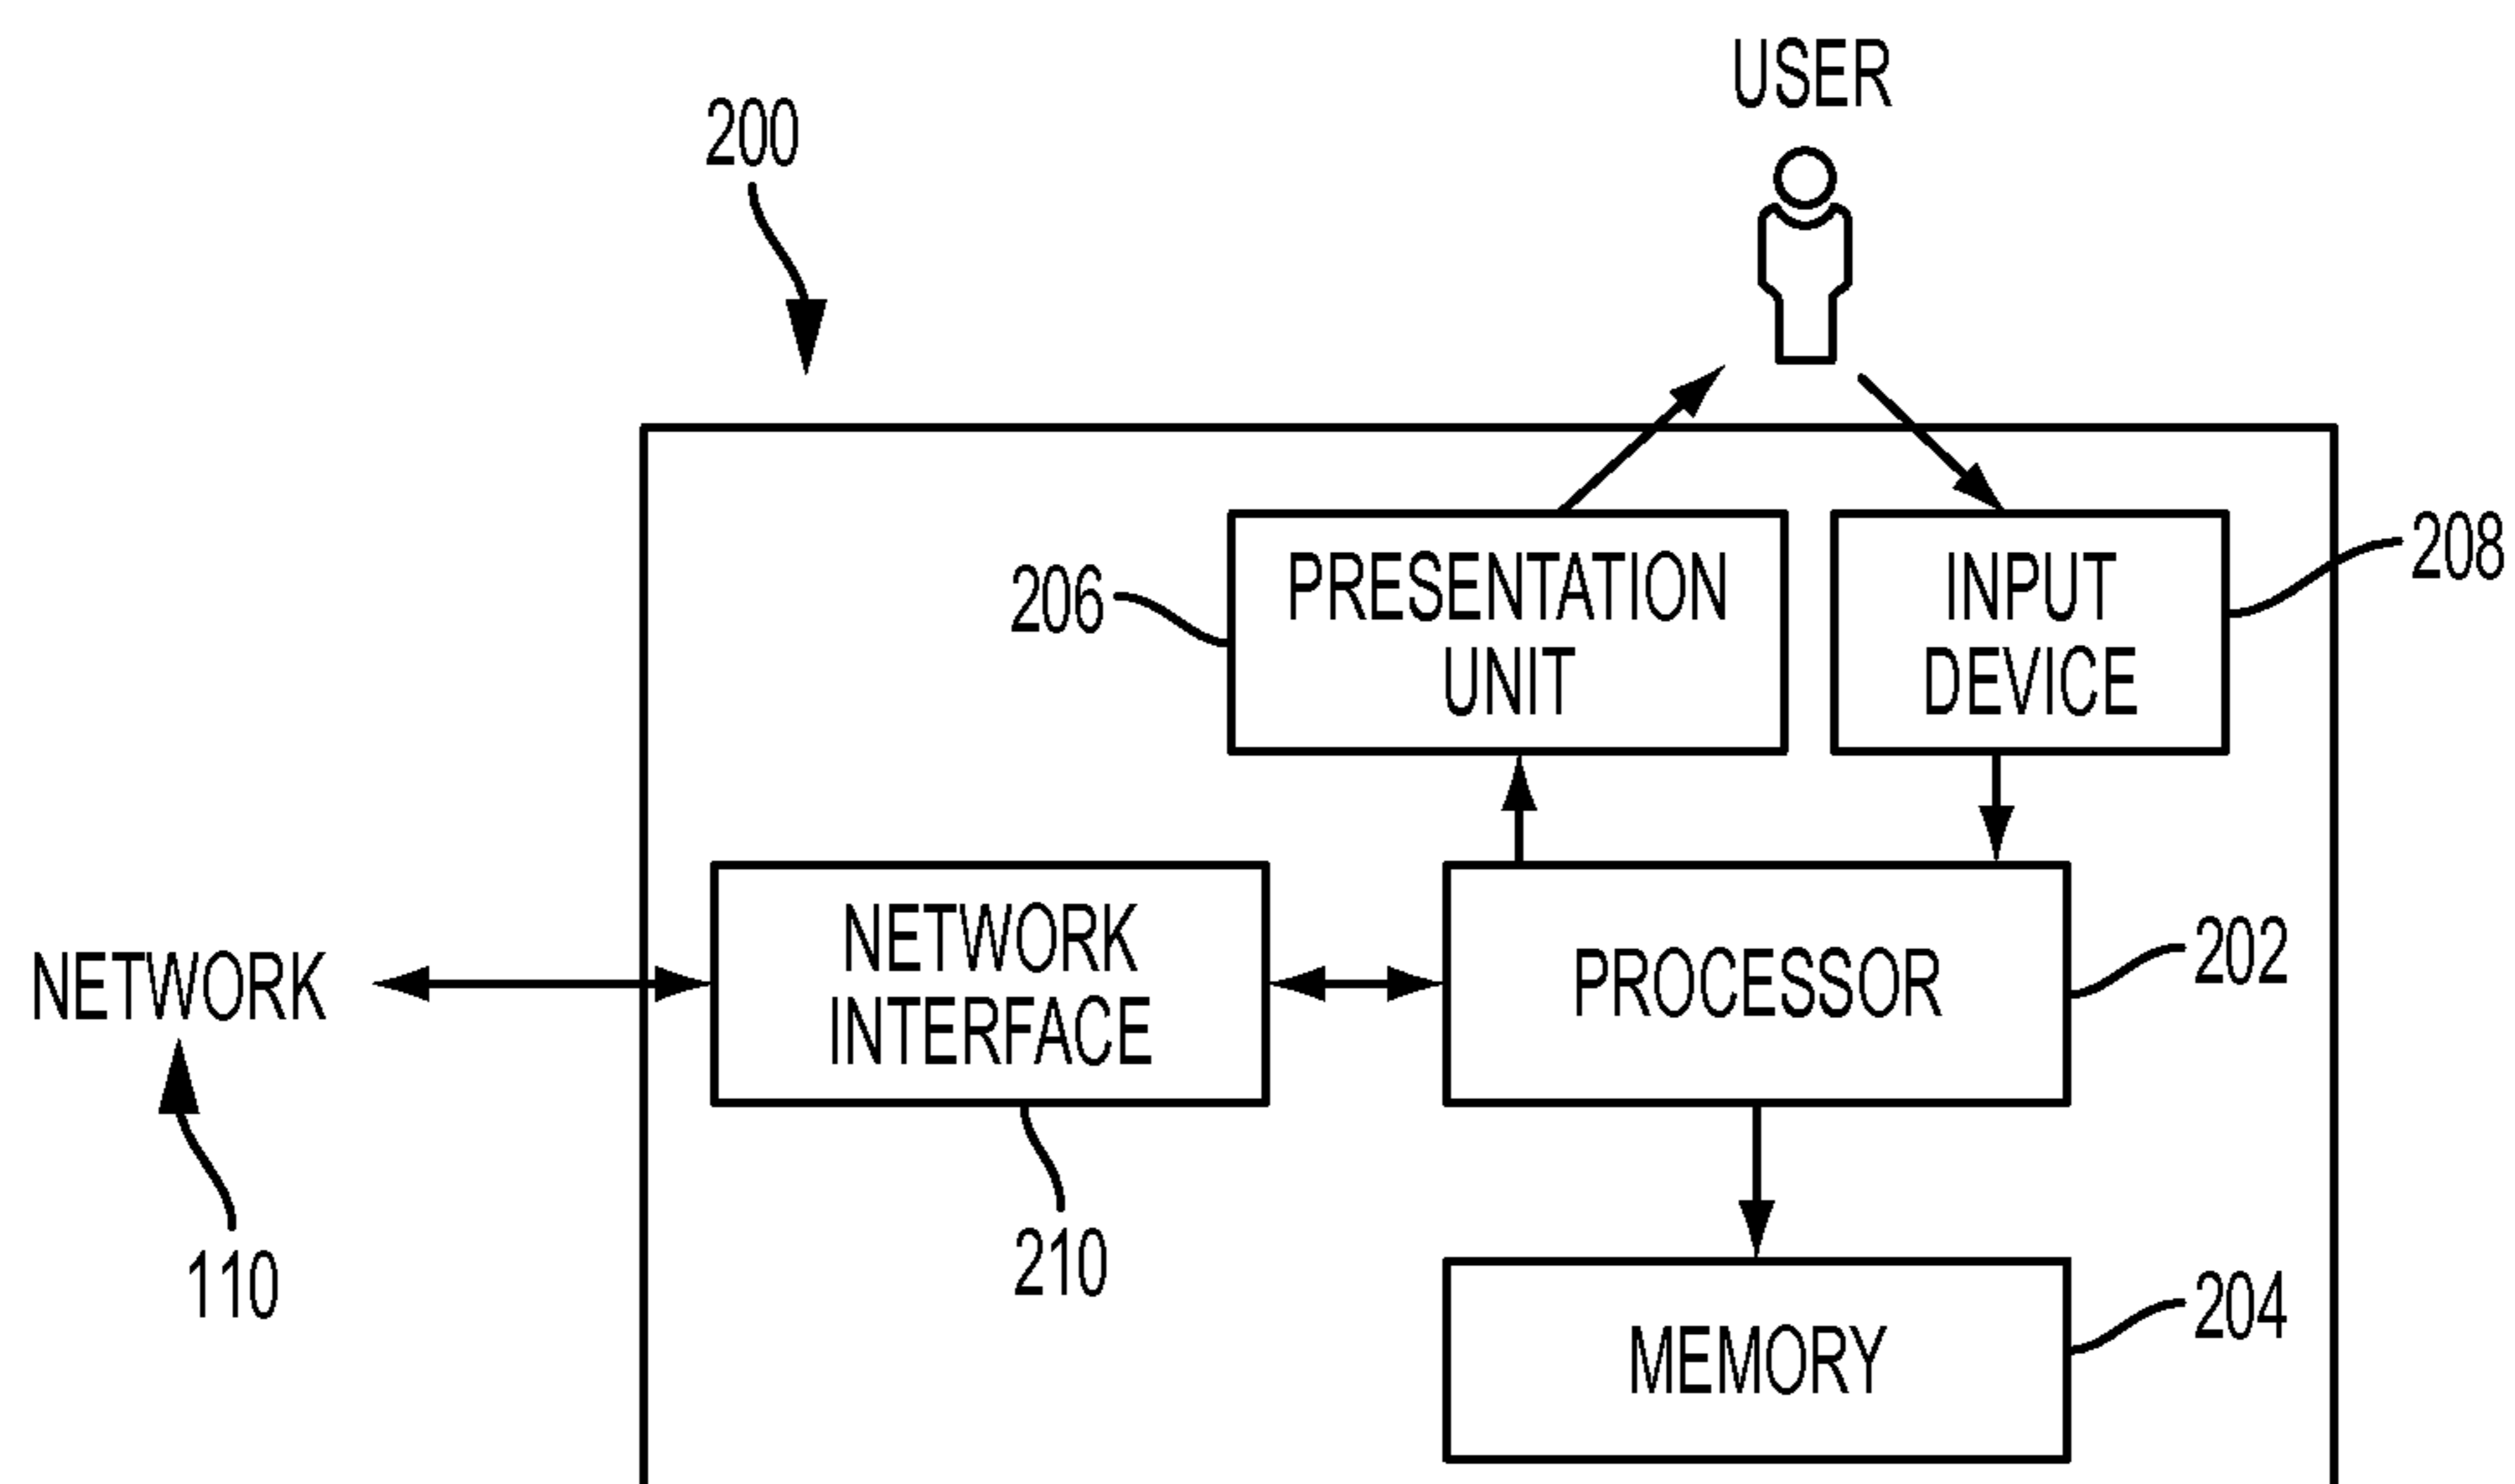 USER
200
PRESENTATION
UNIT
INPUT
DEVICE
208
206
NETWORK
INTERFACE
PROCESSOR
202
NETWORK
210
110
MEMORY
204